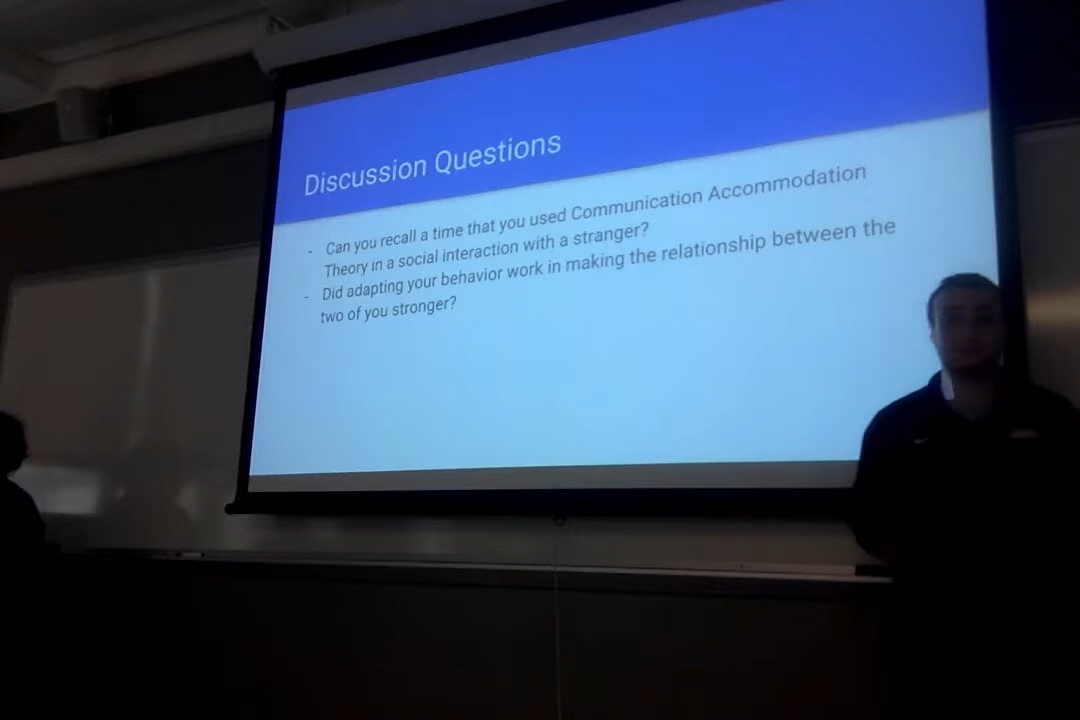 Discussion Questions
- Can you recall a time that you used Communication Accommodation
Theory in a social interaction with a stranger?
- Did adapting your behavior work in making the relationship between the
two of you stronger?